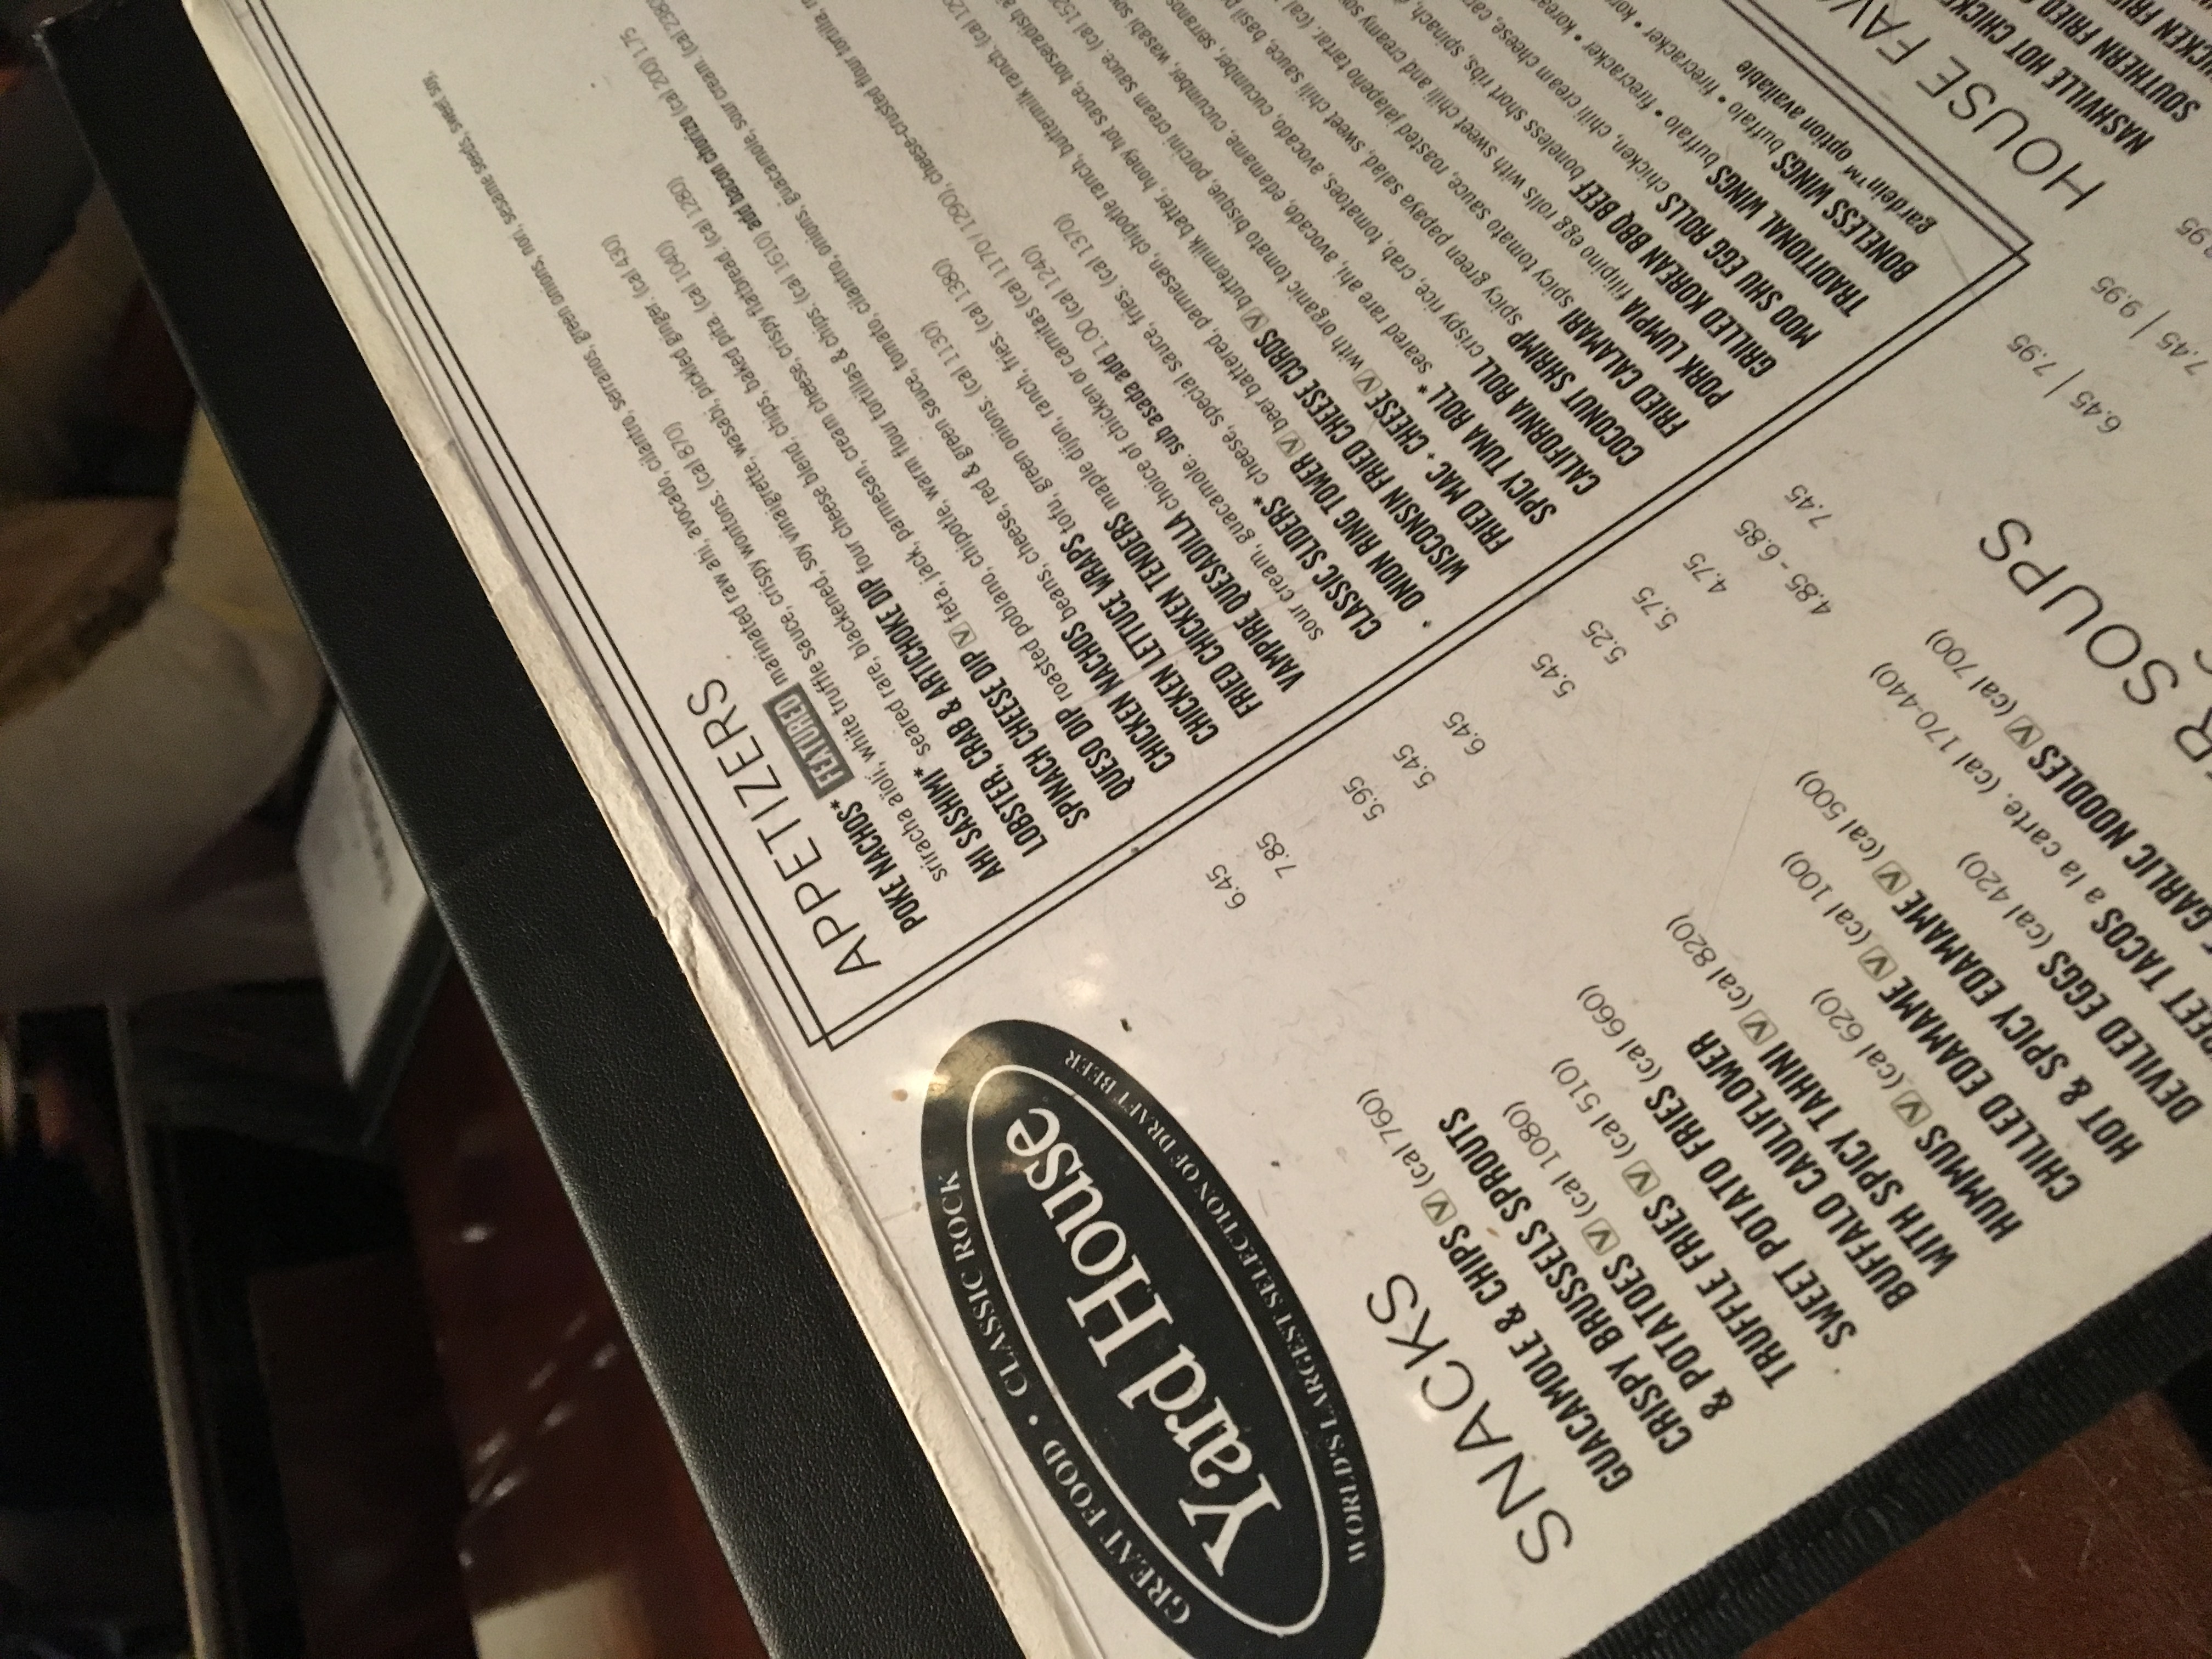 GREAT FOOD • CLASSIC ROCK
Yard House
WORLD'S LARGEST SELECTION OF DRAFT BEER
SNACKS
GUACAMOLE & CHIPS V (cal 760) 6.45
CRISPY BRUSSELS SPROUTS
& POTATOES V (cal 1080) 7.85
TRUFFLE FRIES V (cal 510) 5.95
SWEET POTATO FRIES (cal 660) 5.45
BUFFALO CAULIFLOWER
WITH SPICY TAHINI V (cal 820) 6.45
HUMMUS V (cal 620) 5.45
CHILLED EDAMAME V (cal 100) 5.25
HOT & SPICY EDAMAME V (cal 500) 5.75
DEVILED EGGS (cal 420) 4.75
TACOS a la carte. (cal 170-440) 4.85 - 6.85
GARLIC NOODLES V (cal 700) 7.45
SOUPS
6.45 | 7.95
7.45 | 9.95
APPETIZERS
POKE NACHOS* FEATURED marinated raw ahi, avocado, cilantro, serranos, green onions, nori, sesame seeds, sweet soy,
sriracha aïoli, white truffle sauce, crispy wontons. (cal 870)
AHI SASHIMI* seared rare, blackened, soy vinaigrette, wasabi, pickled ginger. (cal 430)
LOBSTER, CRAB & ARTICHOKE DIP four cheese blend, chips, baked pita. (cal 1040)
SPINACH CHEESE DIP V feta, jack, parmesan, cream cheese, crispy flatbread. (cal 1280)
QUESO DIP roasted poblano, chipotle, warm flour tortillas & chips. (cal 1610) add bacon chorizo (cal 200) 1.75
CHICKEN NACHOS beans, cheese, red & green sauce, tomato, cilantro, onions, guacamole, sour cream. (cal 2380
CHICKEN LETTUCE WRAPS tofu, green onions. (cal 1130)
FRIED CHICKEN TENDERS maple dijon, ranch, fries. (cal 1380)
VAMPIRE QUESADILLA choice of chicken or carnitas (cal 1170 / 1290), cheese-crusted flour tortilla,
sour cream, guacamole. sub asada add 1.00 (cal 1240)
CLASSIC SLIDERS* cheese, special sauce, fries. (cal 1370)
ONION RING TOWER V beer battered, parmesan, chipotle ranch, buttermilk ranch. (cal
WISCONSIN FRIED CHEESE CURDS V buttermilk batter, honey hot sauce, horseradish
FRIED MAC + CHEESE V with organic tomato bisque, porcini cream sauce. (cal
SPICY TUNA ROLL* seared rare ahi, avocado, edamame, cucumber, wasabi
CALIFORNIA ROLL crispy rice, crab, tomatoes, avocado, cucumber, serranos
COCONUT SHRIMP spicy green papaya salad, sweet chili sauce, basil
FRIED CALAMARI spicy tomato sauce, roasted jalapeño tartar. (cal
PORK LUMPIA filipino egg rolls with sweet chili and creamy
GRILLED KOREAN BBQ BEEF boneless short ribs, spinach,
MOO SHU EGG ROLLS chicken, chili cream cheese,
TRADITIONAL WINGS buffalo • firecracker •
BONELESS WINGS buffalo • firecracker •
gardein™ option available
HOUSE
NASHVILLE HOT
SOUTHERN FRIED